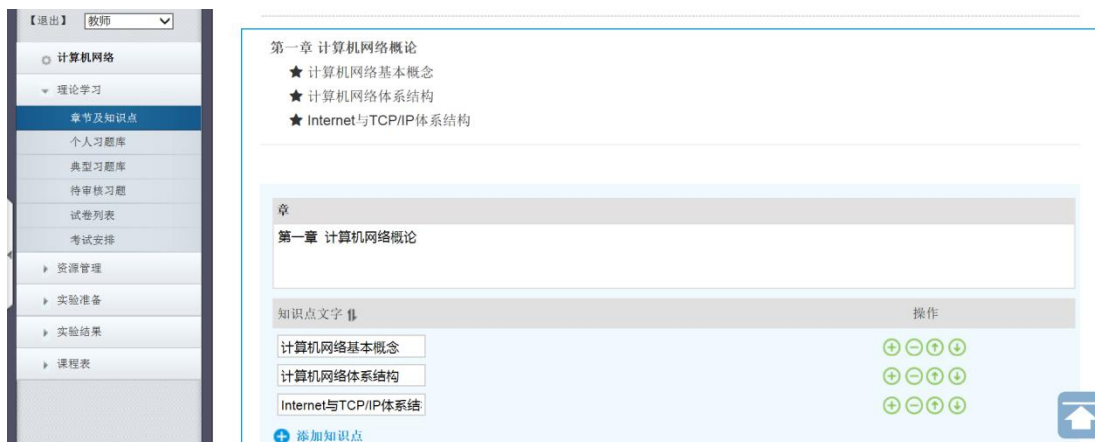 【退出】 教师
计算机网络
理论学习
章节及知识点
个人习题库
典型习题库
待审核习题
试卷列表
考试安排
资源管理
实验准备
实验结果
课程表
第一章 计算机网络概论
★ 计算机网络基本概念
★ 计算机网络体系结构
★ Internet与TCP/IP体系结构
章
第一章 计算机网络概论
知识点文字 操作
计算机网络基本概念
计算机网络体系结构
Internet与TCP/IP体系结
添加知识点